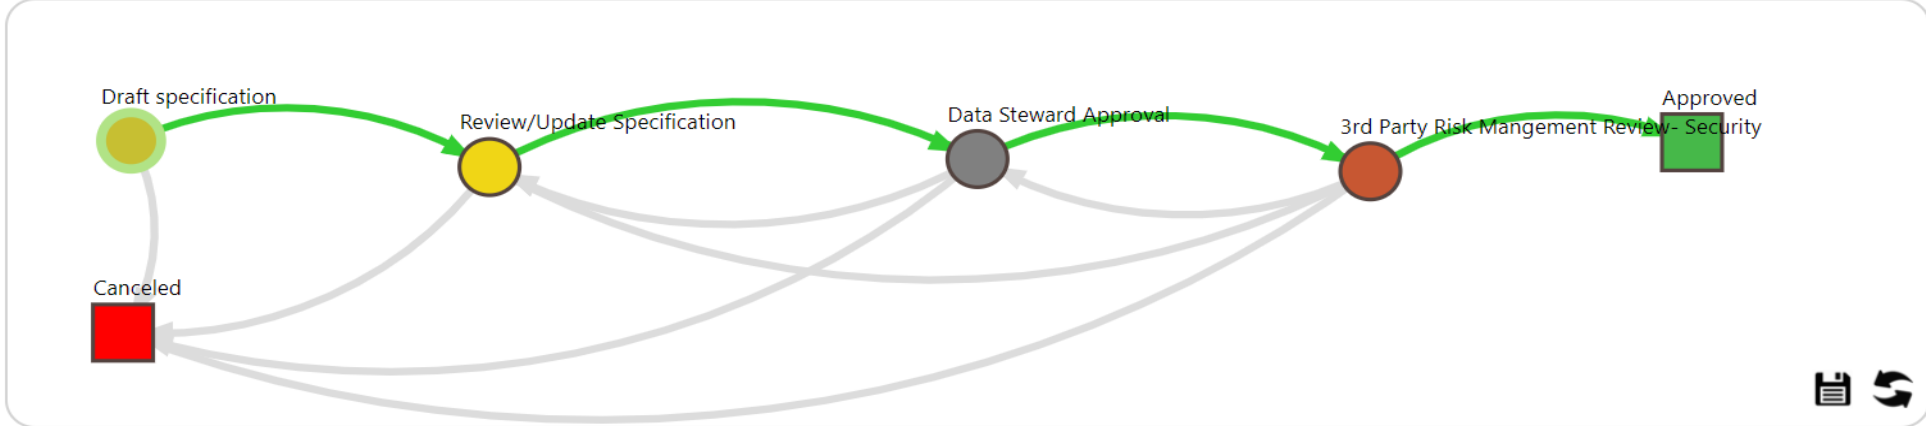 Draft specification
Review/Update Specification
Data Steward Approval
3rd Party Risk Mangement Review- Security
Approved
Canceled